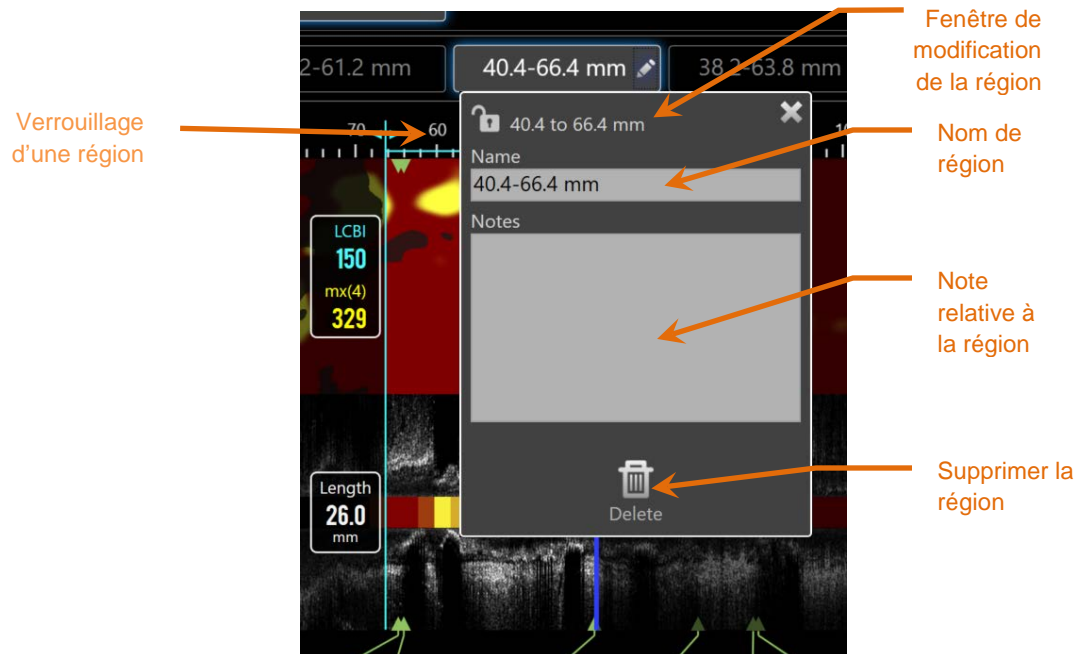 Fenêtre de
modification
de la région
2-61.2 mm
40.4-66.4 mm
38.2-63.8 mm
Verrouillage
d'une région
70
60
10
40.4 to 66.4 mm
Name
40.4-66.4 mm
Nom de
région
Notes
LCBI
150
mx(4)
329
Note
relative à
la région
Length
26.0
mm
Delete
Supprimer la
région